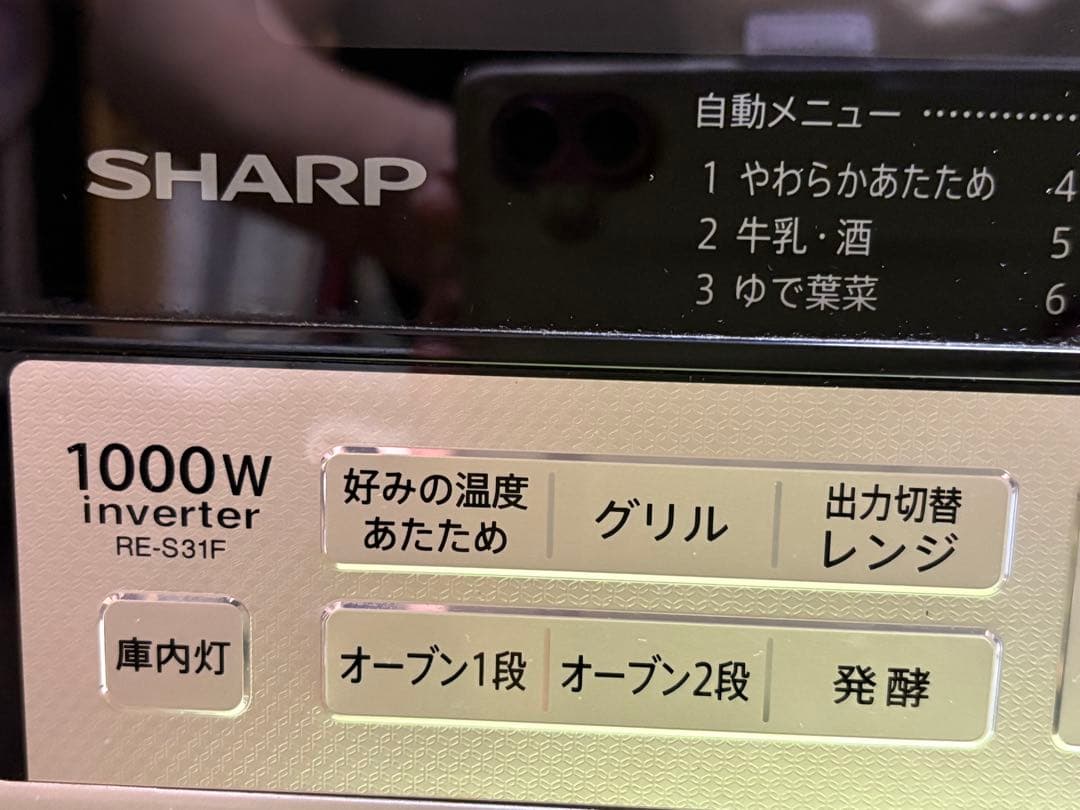 SHARP
自動メニュー …………
1 やわらかあたため 4
2 牛乳・酒 5
3 ゆで葉菜 6
1000W
inverter
RE-S31F
好みの温度
あたため
グリル
出力切替
レンジ
庫内灯
オーブン1段
オーブン2段
発酵